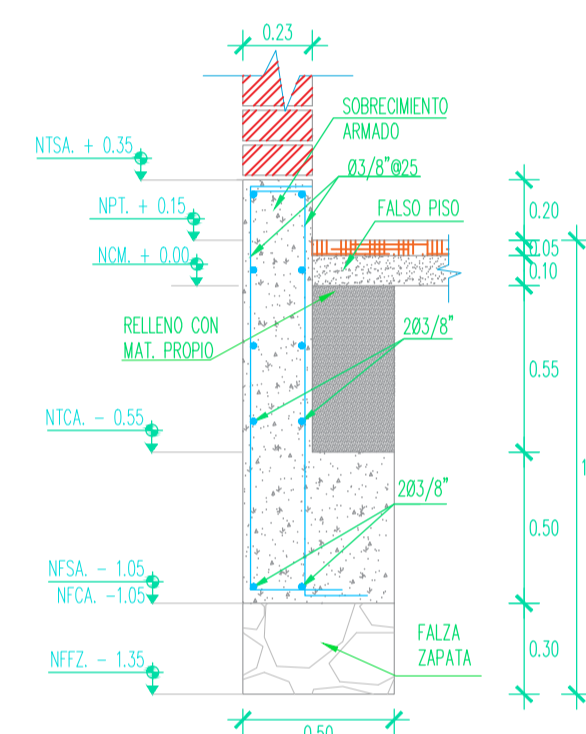 0.23
SOBRECIMIENTO
ARMADO
NTSA. + 0.35
Ø3/8"@25
NPT. + 0.15
FALSO PISO
0.20
NCM. + 0.00
0.05
0.10
RELLENO CON
MAT. PROPIO
2Ø3/8"
0.55
NTCA. - 0.55
1
2Ø3/8"
0.50
NFSA. - 1.05
NFCA. -1.05
FALZA
ZAPATA
0.30
NFFZ. - 1.35
0.50